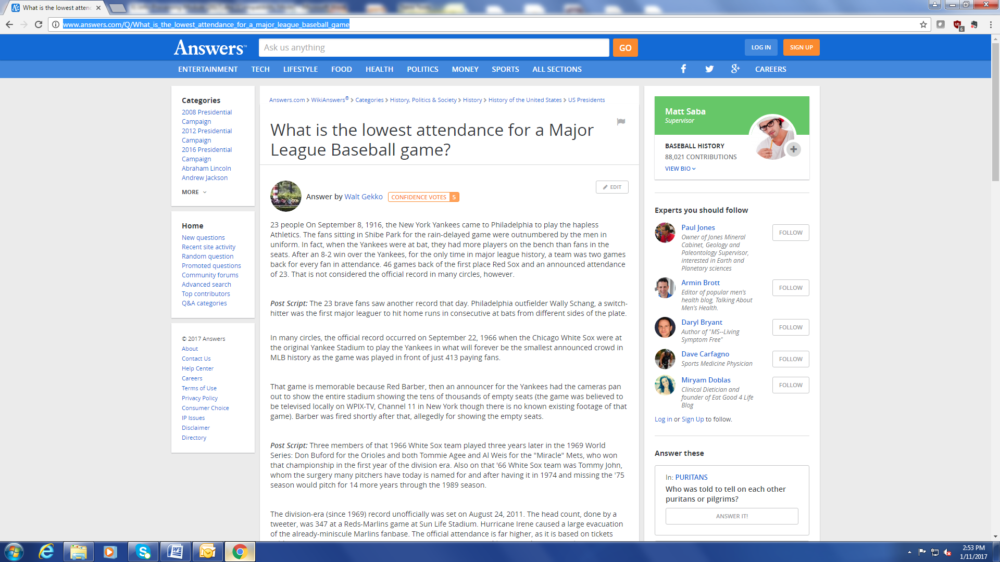 What is the lowest atten
www.answers.com/Q/What_is_the_lowest_attendance_for_a_major_league_baseball_game
6
Answers™
Ask us anything
GO
LOG IN
SIGN UP
ENTERTAINMENT TECH LIFESTYLE FOOD HEALTH POLITICS MONEY SPORTS ALL SECTIONS
CAREERS
Categories
2008 Presidential
Campaign
2012 Presidential
Campaign
2016 Presidential
Campaign
Abraham Lincoln
Andrew Jackson
MORE
Home
New questions
Recent site activity
Random question
Promoted questions
Community forums
Advanced search
Top contributors
Q&A categories
© 2017 Answers
About
Contact Us
Help Center
Careers
Terms of Use
Privacy Policy
Consumer Choice
IP Issues
Disclaimer
Directory
Answers.com > WikiAnswers® > Categories > History, Politics & Society > History > History of the United States > US Presidents
What is the lowest attendance for a Major
League Baseball game?
Answer by Walt Gekko CONFIDENCE VOTES 5
EDIT
23 people On September 8, 1916, the New York Yankees came to Philadelphia to play the hapless
Athletics. The fans sitting in Shibe Park for the rain-delayed game were outnumbered by the men in
uniform. In fact, when the Yankees were at bat, they had more players on the bench than fans in the
seats. After an 8-2 win over the Yankees, for the only time in major league history, a team was two games
back for every fan in attendance. 46 games back of the first place Red Sox and an announced attendance
of 23. That is not considered the official record in many circles, however.
Post Script: The 23 brave fans saw another record that day. Philadelphia outfielder Wally Schang, a switch-
hitter was the first major leaguer to hit home runs in consecutive at bats from different sides of the plate.
In many circles, the official record occurred on September 22, 1966 when the Chicago White Sox were at
the original Yankee Stadium to play the Yankees in what will forever be the smallest announced crowd in
MLB history as the game was played in front of just 413 paying fans.
That game is memorable because Red Barber, then an announcer for the Yankees had the cameras pan
out to show the entire stadium showing the tens of thousands of empty seats (the game was believed to
be televised locally on WPIX-TV, Channel 11 in New York though there is no known existing footage of that
game). Barber was fired shortly after that, allegedly for showing the empty seats.
Post Script: Three members of that 1966 White Sox team played three years later in the 1969 World
Series: Don Buford for the Orioles and both Tommie Agee and Al Weis for the "Miracle" Mets, who won
that championship in the first year of the division era. Also on that '66 White Sox team was Tommy John,
whom the surgery many pitchers have today is named for and after having it in 1974 and missing the '75
season would pitch for 14 more years through the 1989 season.
The division-era (since 1969) record unofficially was set on August 24, 2011. The head count, done by a
tweeter, was 347 at a Reds-Marlins game at Sun Life Stadium. Hurricane Irene caused a large evacuation
of the already-miniscule Marlins fanbase. The official attendance is far higher, as it is based on tickets
Matt Saba
Supervisor
BASEBALL HISTORY
88,021 CONTRIBUTIONS
VIEW BIO
Experts you should follow
Paul Jones
Owner of Jones Mineral
Cabinet, Geology and
Paleontology Supervisor,
interested in Earth and
Planetary sciences
FOLLOW
Armin Brott
Editor of popular men's
health blog, Talking About
Men's Health.
FOLLOW
Daryl Bryant
Author of "MS--Living
Symptom Free"
FOLLOW
Dave Carfagno
Sports Medicine Physician
FOLLOW
Miryam Doblas
Clinical Dietician and
founder of Eat Good 4 Life
Blog
FOLLOW
Log in or Sign Up to follow.
Answer these
In: PURITANS
Who was told to tell on each other
puritans or pilgrims?
ANSWER IT!
2:53 PM
1/11/2017